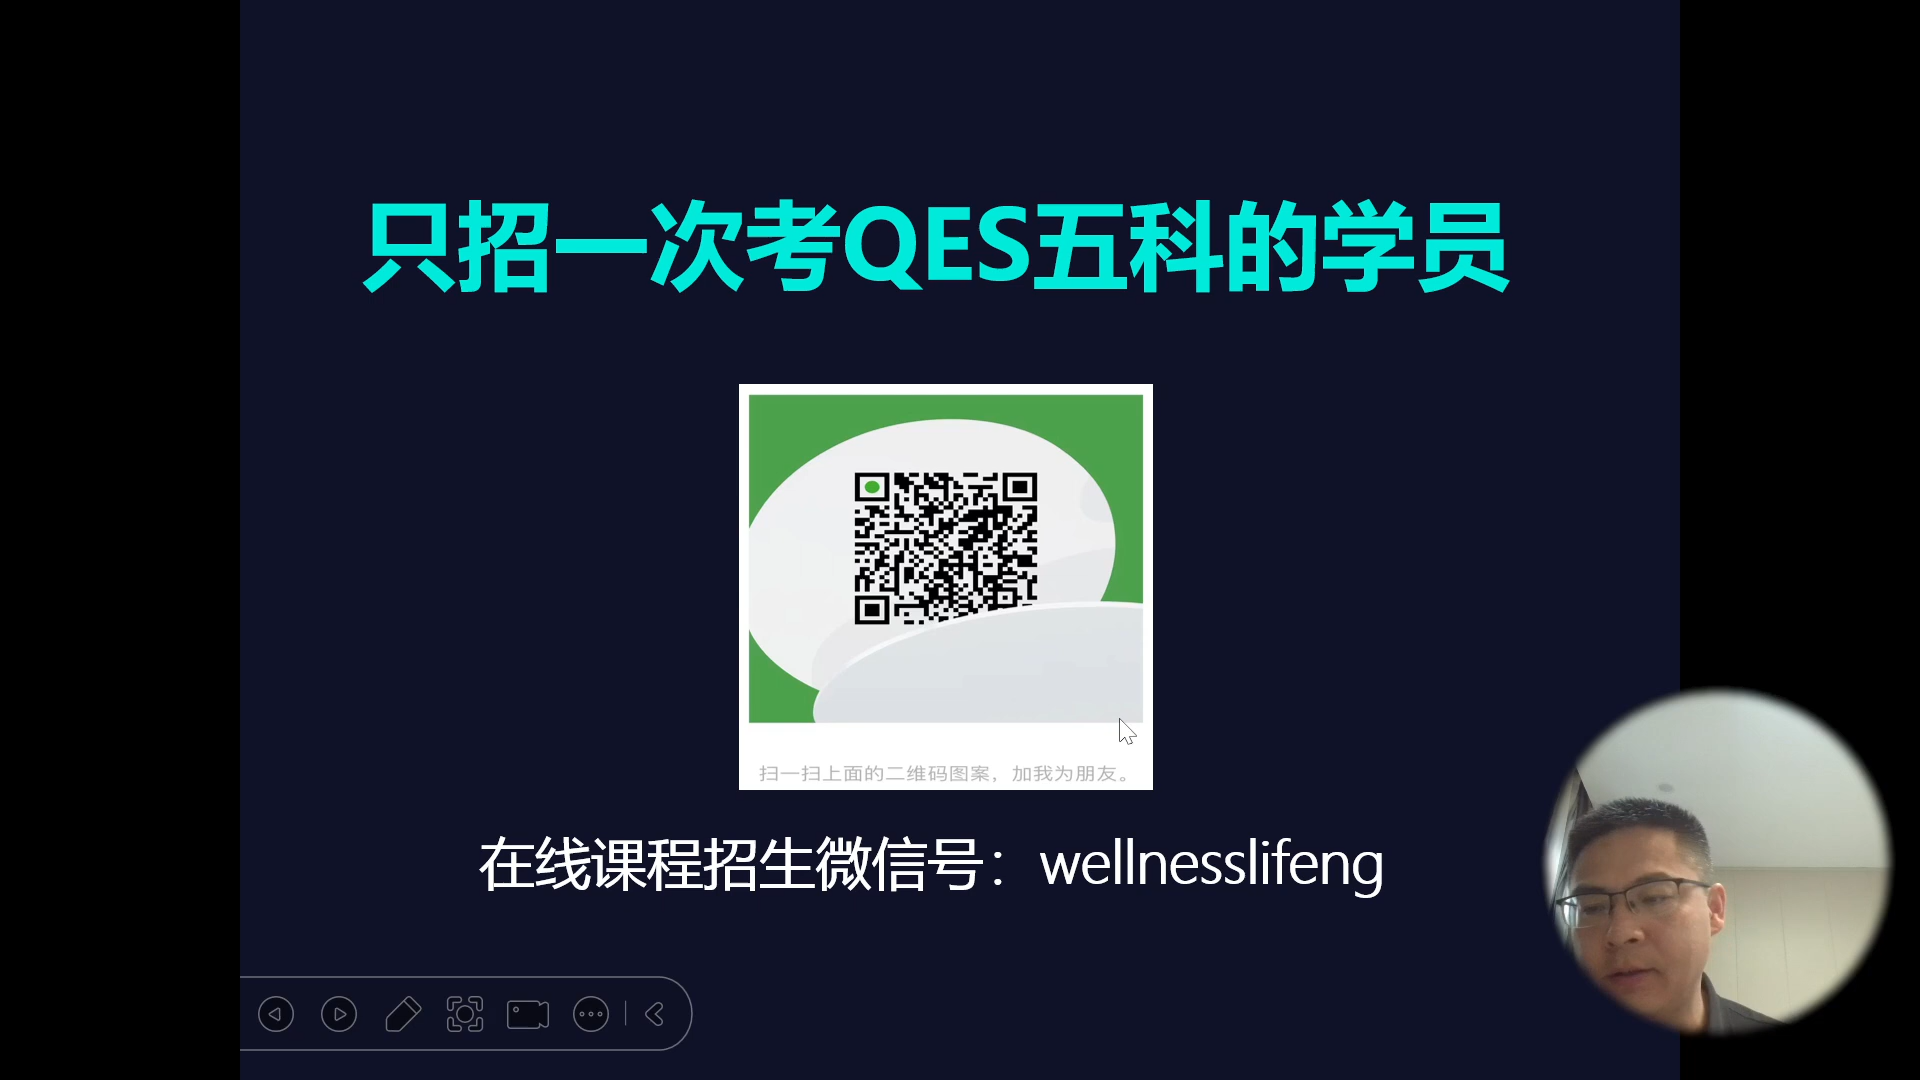 只招一次考QES五科的学员
扫一扫上面的二维码图案，加我为朋友。
在线课程招生微信号：wellnesslifeng